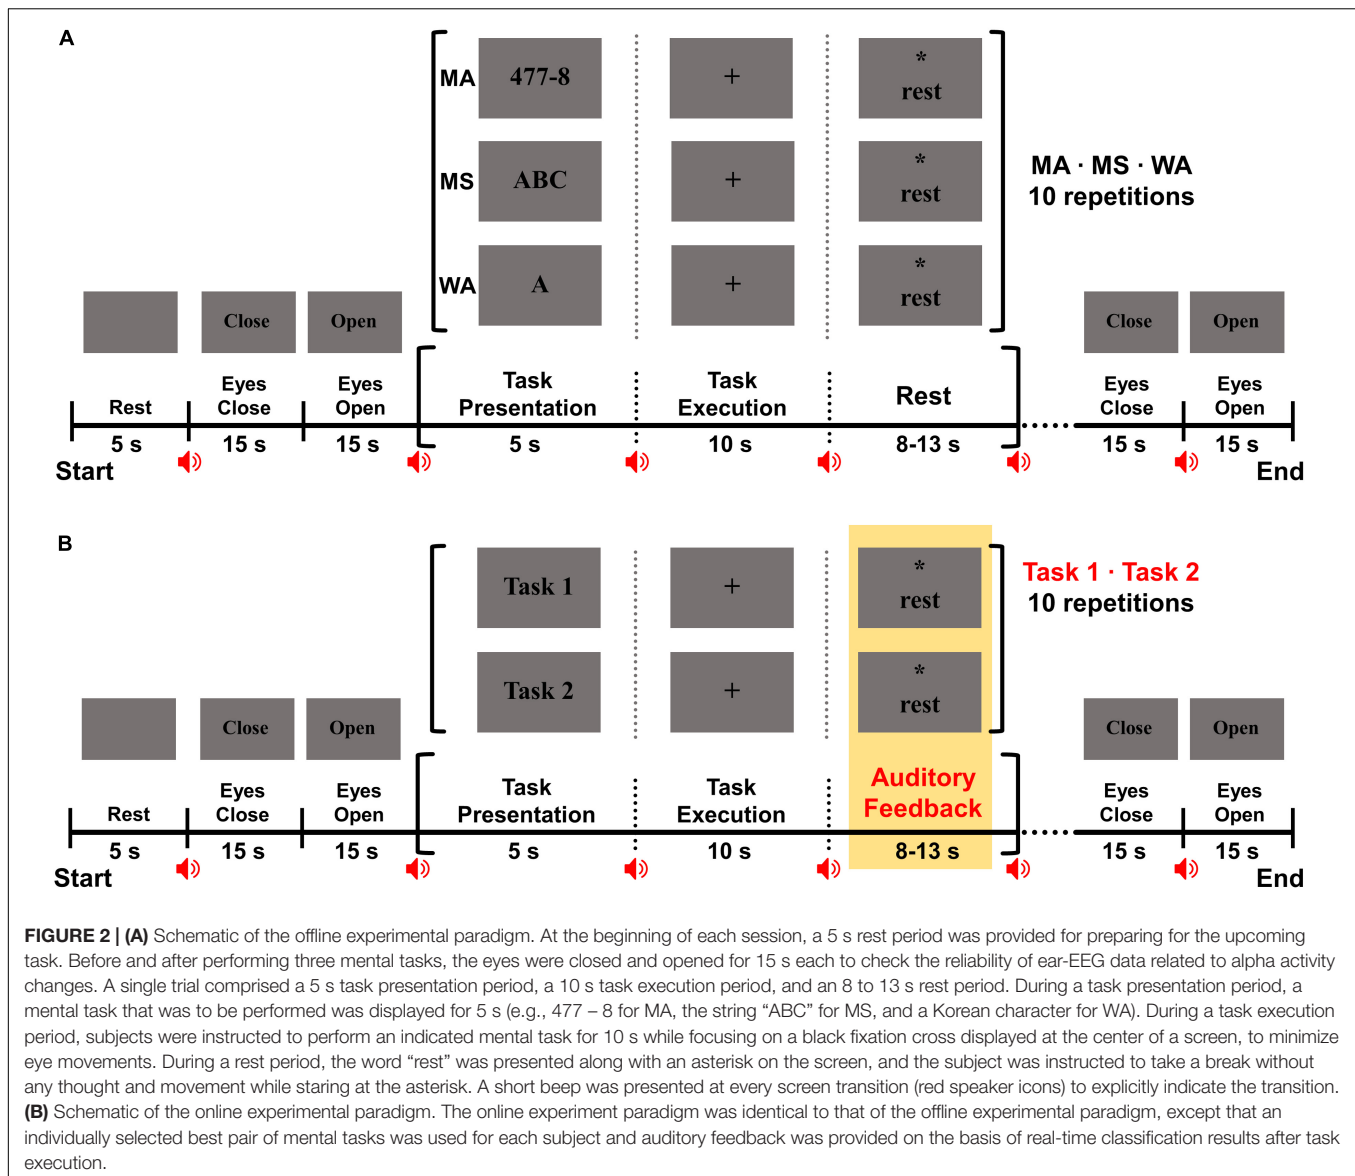 A
MA
477-8
+
*
rest
MS
ABC
+
*
rest
MA · MS · WA
10 repetitions
WA
A
+
*
rest
Close
Open
Close
Open
Rest
Eyes
Close
Eyes
Open
Task
Presentation
Task
Execution
Rest
Eyes
Close
Eyes
Open
5 s
15 s
15 s
5 s
10 s
8-13 s
15 s
15 s
Start
End
B
Task 1
+
*
rest
Task 1 · Task 2
10 repetitions
Task 2
+
*
rest
Close
Open
Close
Open
Rest
Eyes
Close
Eyes
Open
Task
Presentation
Task
Execution
Auditory
Feedback
Eyes
Close
Eyes
Open
5 s
15 s
15 s
5 s
10 s
8-13 s
15 s
15 s
Start
End
FIGURE 2 | (A) Schematic of the offline experimental paradigm. At the beginning of each session, a 5 s rest period was provided for preparing for the upcoming
task. Before and after performing three mental tasks, the eyes were closed and opened for 15 s each to check the reliability of ear-EEG data related to alpha activity
changes. A single trial comprised a 5 s task presentation period, a 10 s task execution period, and an 8 to 13 s rest period. During a task presentation period, a
mental task that was to be performed was displayed for 5 s (e.g., 477 – 8 for MA, the string “ABC” for MS, and a Korean character for WA). During a task execution
period, subjects were instructed to perform an indicated mental task for 10 s while focusing on a black fixation cross displayed at the center of a screen, to minimize
eye movements. During a rest period, the word “rest” was presented along with an asterisk on the screen, and the subject was instructed to take a break without
any thought and movement while staring at the asterisk. A short beep was presented at every screen transition (red speaker icons) to explicitly indicate the transition.
(B) Schematic of the online experimental paradigm. The online experiment paradigm was identical to that of the offline experimental paradigm, except that an
individually selected best pair of mental tasks was used for each subject and auditory feedback was provided on the basis of real-time classification results after task
execution.